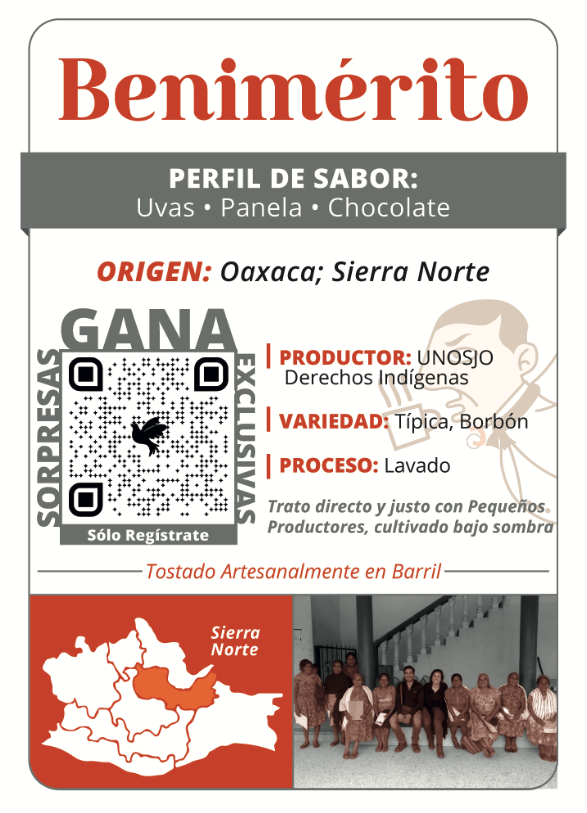 Benimérito
PERFIL DE SABOR:
Uvas • Panela • Chocolate
ORIGEN: Oaxaca; Sierra Norte
GANA
SORPRESAS
EXCLUSIVAS
Sólo Regístrate
PRODUCTOR: UNOSJO
Derechos Indígenas
VARIEDAD: Típica, Borbón
PROCESO: Lavado
Trato directo y justo con Pequeños
Productores, cultivado bajo sombra
Tostado Artesanalmente en Barril
Sierra
Norte